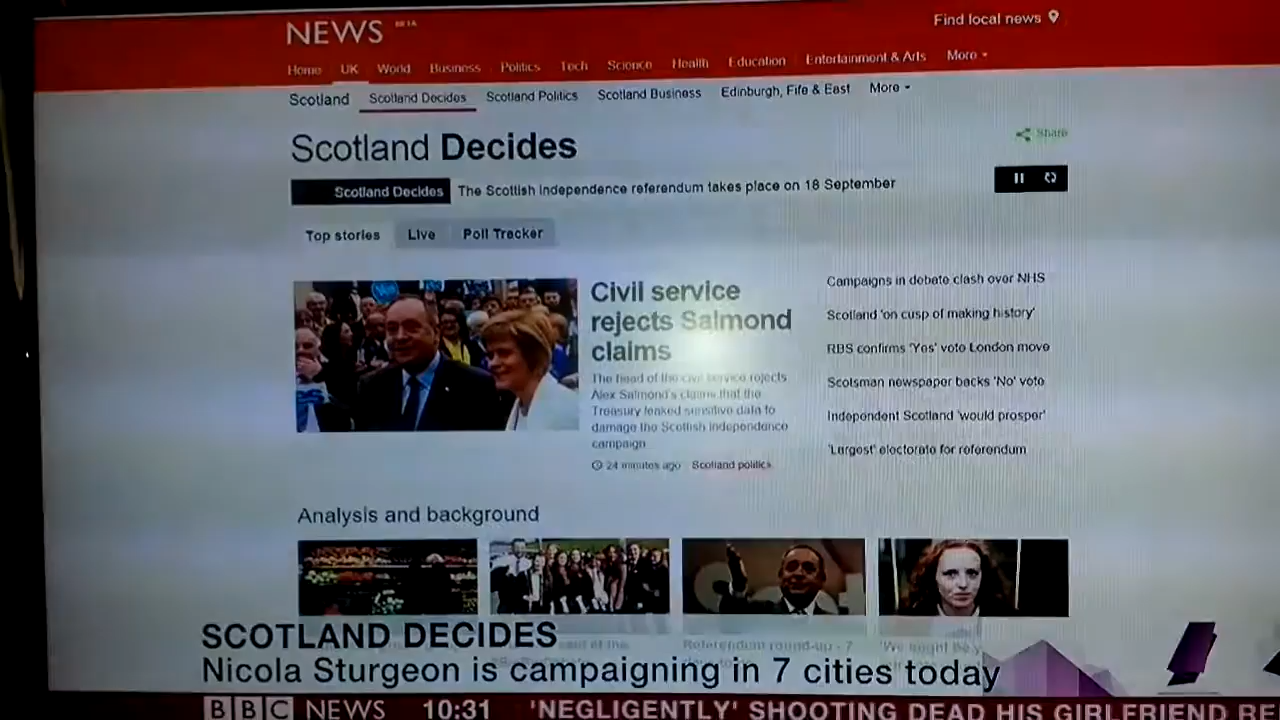 NEWS BETA
Find local news
Home UK World Business Politics Tech Science Health Education Entertainment & Arts More
Scotland Scotland Decides Scotland Politics Scotland Business Edinburgh, Fife & East More
Scotland Decides
Share
Scotland Decides The Scottish independence referendum takes place on 18 September
Top stories Live Poll Tracker
Civil service
rejects Salmond
claims
The head of the civil service rejects
Alex Salmond's claims that the
Treasury leaked sensitive data to
damage the Scottish independence
campaign
24 minutes ago Scotland politics
Campaigns in debate clash over NHS
Scotland 'on cusp of making history'
RBS confirms 'Yes' vote London move
Scotsman newspaper backs 'No' vote
Independent Scotland 'would prosper'
'Largest' electorate for referendum
Analysis and background
Referendum round-up - 7
SCOTLAND DECIDES
Nicola Sturgeon is campaigning in 7 cities today
BBC NEWS 10:31 'NEGLIGENTLY' SHOOTING DEAD HIS GIRLFRIEND RE